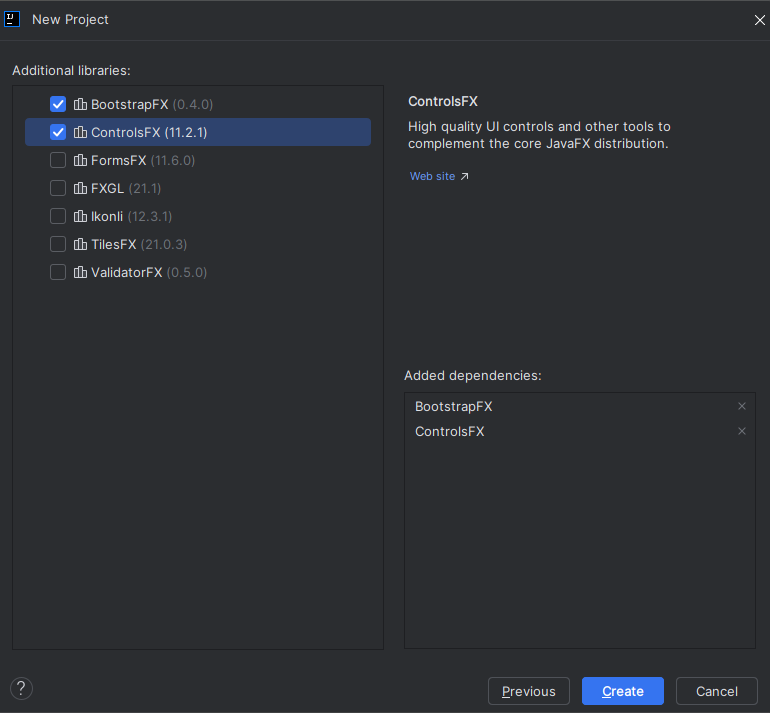 New Project
Additional libraries:
BootstrapFX (0.4.0)
ControlsFX (11.2.1)
FormsFX (11.6.0)
FXGL (21.1)
Ikonli (12.3.1)
TilesFX (21.0.3)
ValidatorFX (0.5.0)
ControlsFX
High quality UI controls and other tools to
complement the core JavaFX distribution.
Web site ↗
Added dependencies:
BootstrapFX
ControlsFX
?
Previous
Create
Cancel